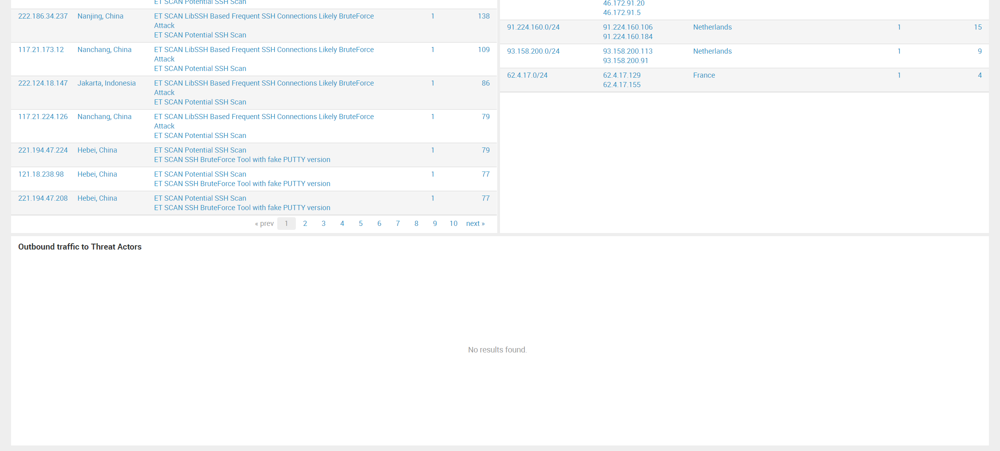 ET SCAN Potential SSH Scan
222.186.34.237 Nanjing, China ET SCAN LibSSH Based Frequent SSH Connections Likely BruteForce 1 138
Attack
ET SCAN Potential SSH Scan
117.21.173.12 Nanchang, China ET SCAN LibSSH Based Frequent SSH Connections Likely BruteForce 1 109
Attack
ET SCAN Potential SSH Scan
222.124.18.147 Jakarta, Indonesia ET SCAN LibSSH Based Frequent SSH Connections Likely BruteForce 1 86
Attack
ET SCAN Potential SSH Scan
117.21.224.126 Nanchang, China ET SCAN LibSSH Based Frequent SSH Connections Likely BruteForce 1 79
Attack
ET SCAN Potential SSH Scan
221.194.47.224 Hebei, China ET SCAN Potential SSH Scan 1 79
ET SCAN SSH BruteForce Tool with fake PUTTY version
121.18.238.98 Hebei, China ET SCAN Potential SSH Scan 1 77
ET SCAN SSH BruteForce Tool with fake PUTTY version
221.194.47.208 Hebei, China ET SCAN Potential SSH Scan 1 77
ET SCAN SSH BruteForce Tool with fake PUTTY version
« prev 1 2 3 4 5 6 7 8 9 10 next »
46.172.91.20
46.172.91.5
91.224.160.0/24 91.224.160.106 Netherlands 1 15
91.224.160.184
93.158.200.0/24 93.158.200.113 Netherlands 1 9
93.158.200.91
62.4.17.0/24 62.4.17.129 France 1 4
62.4.17.155
Outbound traffic to Threat Actors
No results found.